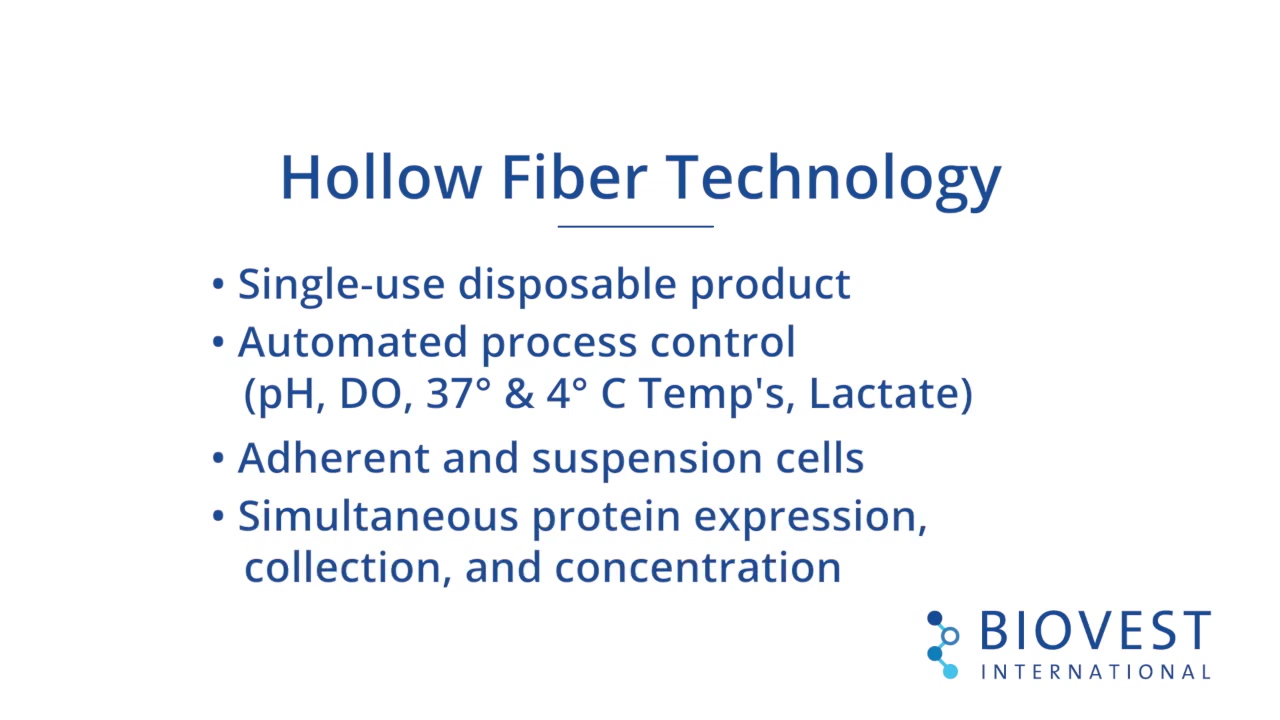 Hollow Fiber Technology
• Single-use disposable product
• Automated process control
(pH, DO, 37° & 4° C Temp's, Lactate)
• Adherent and suspension cells
• Simultaneous protein expression,
collection, and concentration
BIOVEST
INTERNATIONAL